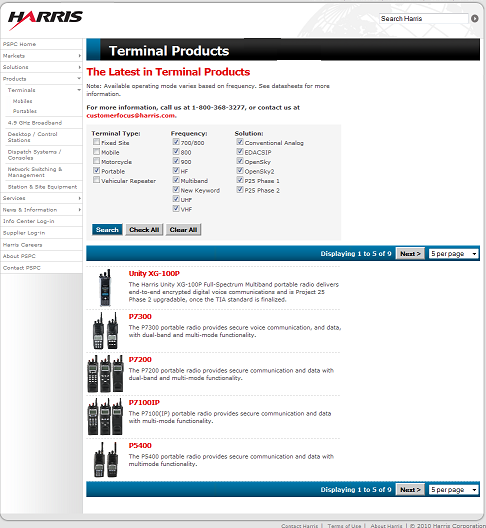 HARRIS
Search Harris
PSPC Home
Markets
Solutions
Products
Terminals
Mobiles
Portables
4.9 GHz Broadband
Desktop / Control
Stations
Dispatch Systems /
Consoles
Network Switching &
Management
Station & Site Equipment
Services
News & Information
Info Center Log-in
Supplier Log-in
Harris Careers
About PSPC
Contact PSPC
Terminal Products
The Latest in Terminal Products
Note: Available operating mode varies based on frequency. See datasheets for more
information.
For more information, call us at 1-800-368-3277, or contact us at
customerfocus@harris.com.
Terminal Type: Frequency: Solution:
Fixed Site 700/800 Conventional Analog
Mobile 800 EDACSIP
Motorcycle 900 OpenSky
Portable HF OpenSky2
Vehicular Repeater Multiband P25 Phase 1
New Keyword P25 Phase 2
UHF
VHF
Search Check All Clear All
Displaying 1 to 5 of 9 Next > 5 per page
Unity XG-100P
The Harris Unity XG-100P Full-Spectrum Multiband portable radio delivers
end-to-end encrypted digital voice communications and is Project 25
Phase 2 upgradable, once the TIA standard is finalized.
P7300
The P7300 portable radio provides secure voice communication, and data,
with dual-band and multi-mode functionality.
P7200
The P7200 portable radio provides secure communication and data with
dual-band and multi-mode functionality.
P7100IP
The P7100(IP) portable radio provides secure communication and data with
multi-mode functionality.
P5400
The P5400 portable radio provides secure communication and data with
multimode functionality.
Displaying 1 to 5 of 9 Next > 5 per page
Contact Harris | Terms of Use | About Harris | © 2010 Harris Corporation